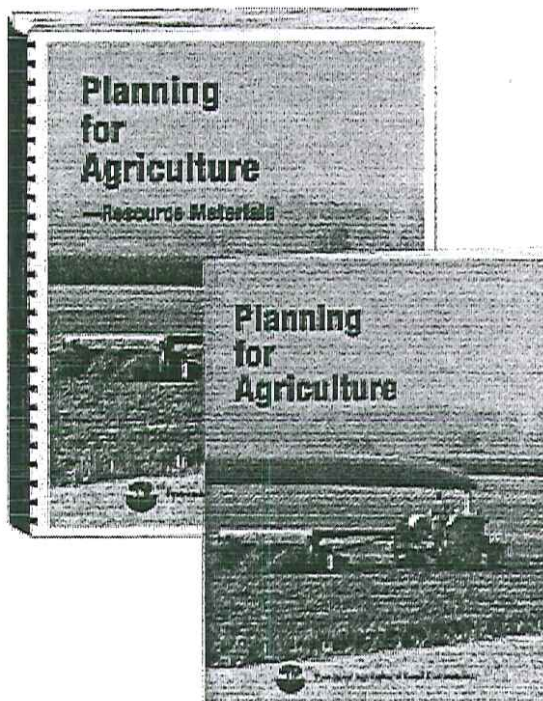 Planning
for
Agriculture
—Resource Materials
Planning
for
Agriculture